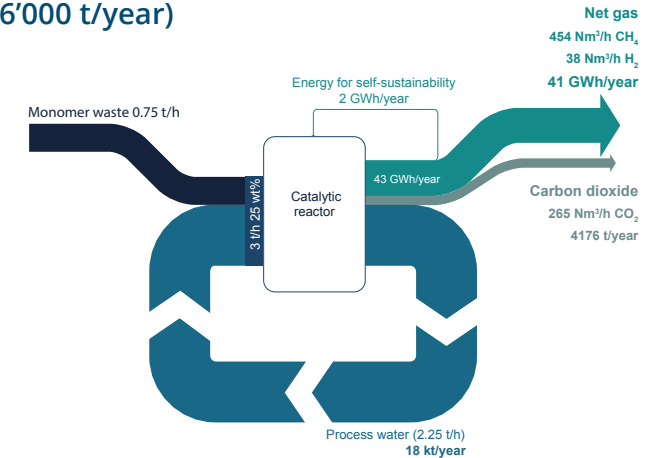 6'000 t/year)
Net gas
454 Nm³/h CH₄
38 Nm³/h H₂
41 GWh/year
Energy for self-sustainability
2 GWh/year
Monomer waste 0.75 t/h
43 GWh/year
3 t/h 25 wt%
Catalytic
reactor
Carbon dioxide
265 Nm³/h CO₂
4176 t/year
Process water (2.25 t/h)
18 kt/year